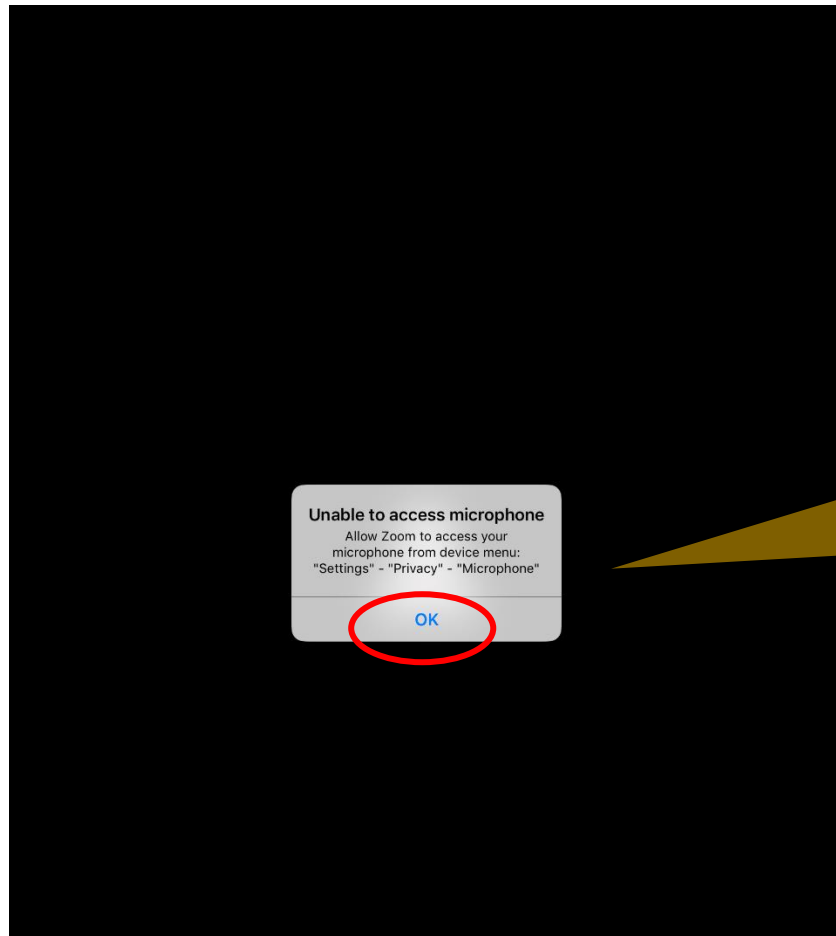 Unable to access microphone
Allow Zoom to access your
microphone from device menu:
"Settings" - "Privacy" - "Microphone"
OK